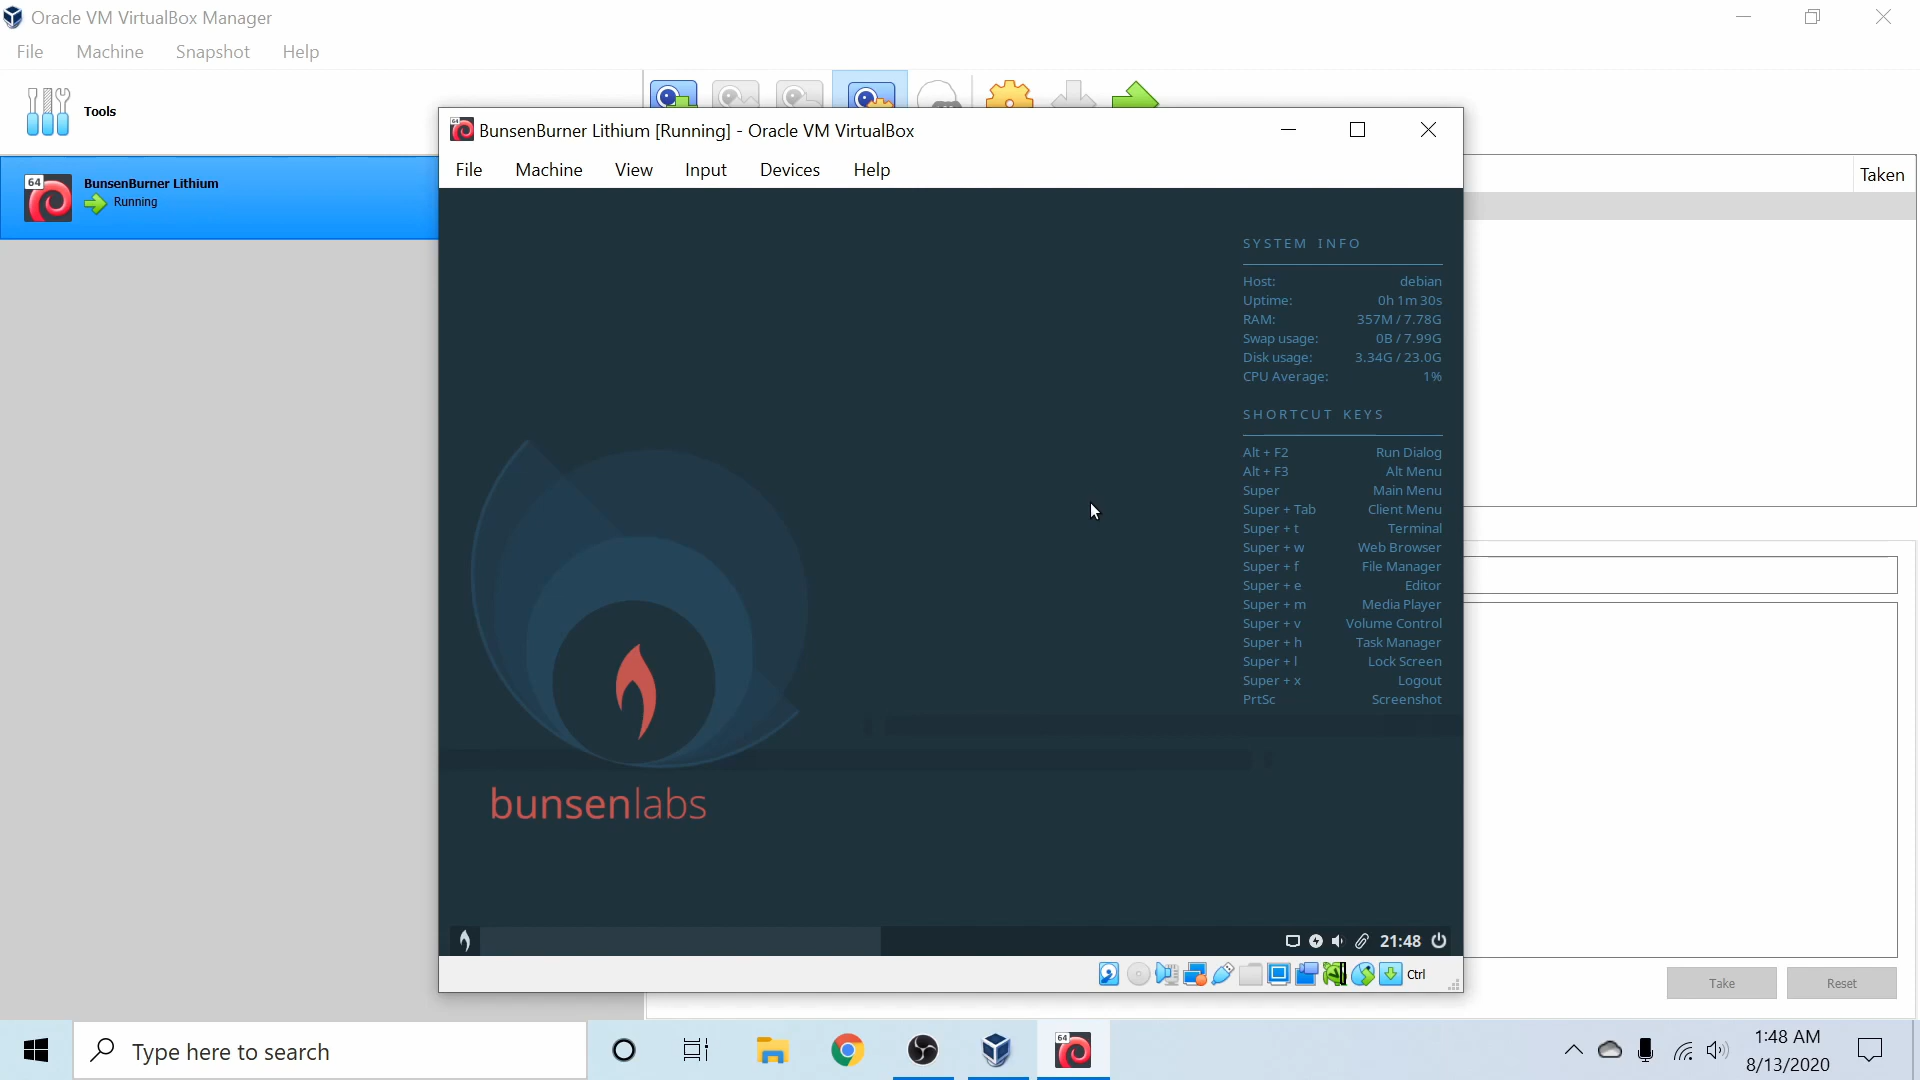 Oracle VM VirtualBox Manager
File Machine Snapshot Help
Tools
64
BunsenBurner Lithium
Running
Taken
64
BunsenBurner Lithium [Running] - Oracle VM VirtualBox
File Machine View Input Devices Help
SYSTEM INFO
Host: debian
Uptime: 0h 1m 30s
RAM: 357M / 7.78G
Swap usage: 0B / 7.99G
Disk usage: 3.34G / 23.0G
CPU Average: 1%
SHORTCUT KEYS
Alt + F2 Run Dialog
Alt + F3 Alt Menu
Super Main Menu
Super + Tab Client Menu
Super + t Terminal
Super + w Web Browser
Super + f File Manager
Super + e Editor
Super + m Media Player
Super + v Volume Control
Super + h Task Manager
Super + l Lock Screen
Super + x Logout
PrtSc Screenshot
bunsenlabs
21:48
Ctrl
Take Reset
Type here to search
64
1:48 AM
8/13/2020